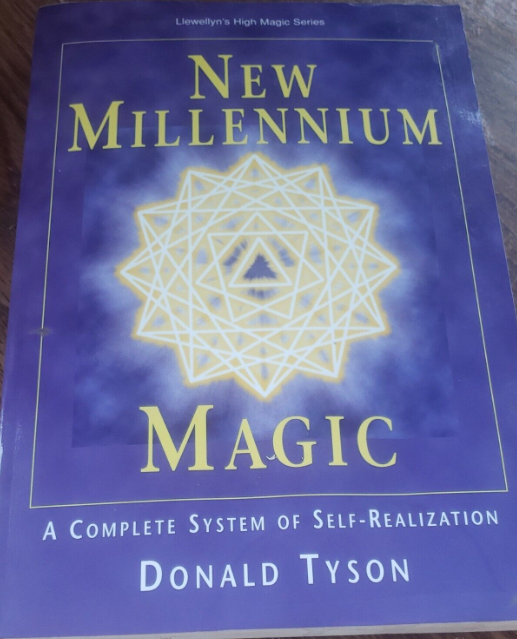 Llewellyn's High Magic Series
NEW
MILLENNIUM
MAGIC
A COMPLETE SYSTEM OF SELF-REALIZATION
DONALD TYSON